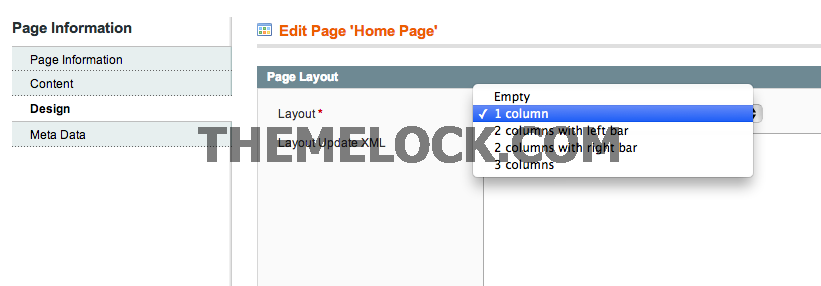 Page Information
Page Information
Content
Design
Meta Data
Edit Page 'Home Page'
Page Layout
Layout *
Empty
✓ 1 column
2 columns with left bar
2 columns with right bar
3 columns
Layout Update XML
THEMELOCK.COM